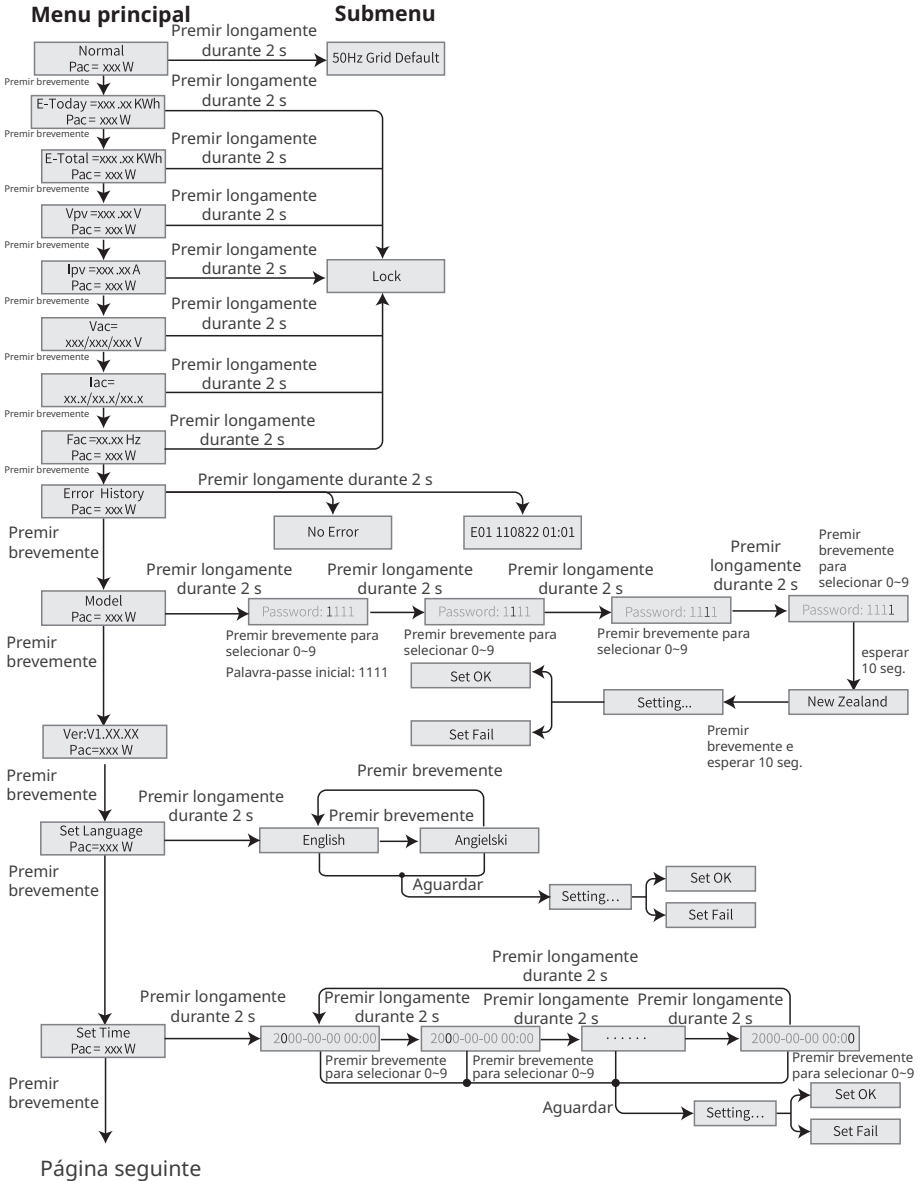 Menu principal
Submenu
Premir longamente
durante 2 s
Normal
Pac= xxx W
50Hz Grid Default
Premir brevemente
Premir longamente
durante 2 s
E-Today =xxx.xx KWh
Pac= xxx W
Premir brevemente
Premir longamente
durante 2 s
E-Total =xxx.xx KWh
Pac= xxx W
Premir brevemente
Premir longamente
durante 2 s
Vpv =xxx.xx V
Pac= xxx W
Premir brevemente
Premir longamente
durante 2 s
Ipv =xxx.xx A
Pac= xxx W
Lock
Premir brevemente
Premir longamente
durante 2 s
Vac=
xxx/xxx/xxx V
Premir brevemente
Premir longamente
durante 2 s
Iac=
xx.x/xx.x/xx.x
Premir brevemente
Premir longamente
durante 2 s
Fac =xx.xx Hz
Pac= xxx W
Premir brevemente
Premir longamente durante 2 s
Error History
Pac= xxx W
No Error
E01 110822 01:01
Premir
brevemente
Premir longamente
durante 2 s
Premir longamente
durante 2 s
Premir longamente
durante 2 s
Premir
longamente
durante 2 s
Premir
brevemente
para
selecionar 0~9
Model
Pac= xxx W
Password: 1111
Password: 1111
Password: 1111
Password: 1111
Premir brevemente para
selecionar 0~9
Palavra-passe inicial: 1111
Premir brevemente para
selecionar 0~9
Premir brevemente para
selecionar 0~9
esperar
10 seg.
Premir
brevemente
Set OK
Setting...
New Zealand
Set Fail
Premir
brevemente e
esperar 10 seg.
Ver:V1.XX.XX
Pac=xxx W
Premir
brevemente
Premir brevemente
Premir longamente
durante 2 s
Premir brevemente
Set Language
Pac=xxx W
English
Angielski
Premir
brevemente
Aguardar
Setting...
Set OK
Set Fail
Premir longamente
durante 2 s
Premir longamente
durante 2 s
Premir longamente
durante 2 s
Premir longamente
durante 2 s
Premir longamente
durante 2 s
Set Time
Pac= xxx W
2000-00-00 00:00
2000-00-00 00:00
······
2000-00-00 00:00
Premir brevemente
para selecionar 0~9
Premir brevemente
para selecionar 0~9
Premir brevemente
para selecionar 0~9
Premir
brevemente
Aguardar
Setting...
Set OK
Set Fail
Página seguinte